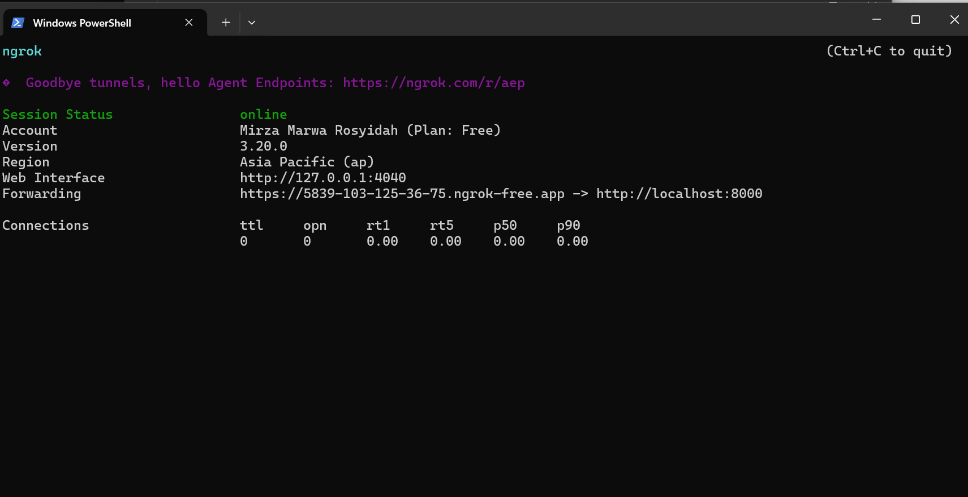 Windows PowerShell
ngrok (Ctrl+C to quit)
Goodbye tunnels, hello Agent Endpoints: https://ngrok.com/r/aep
Session Status online
Account Mirza Marwa Rosyidah (Plan: Free)
Version 3.20.0
Region Asia Pacific (ap)
Web Interface http://127.0.0.1:4040
Forwarding https://5839-103-125-36-75.ngrok-free.app -> http://localhost:8000
Connections ttl opn rt1 rt5 p50 p90
0 0 0.00 0.00 0.00 0.00